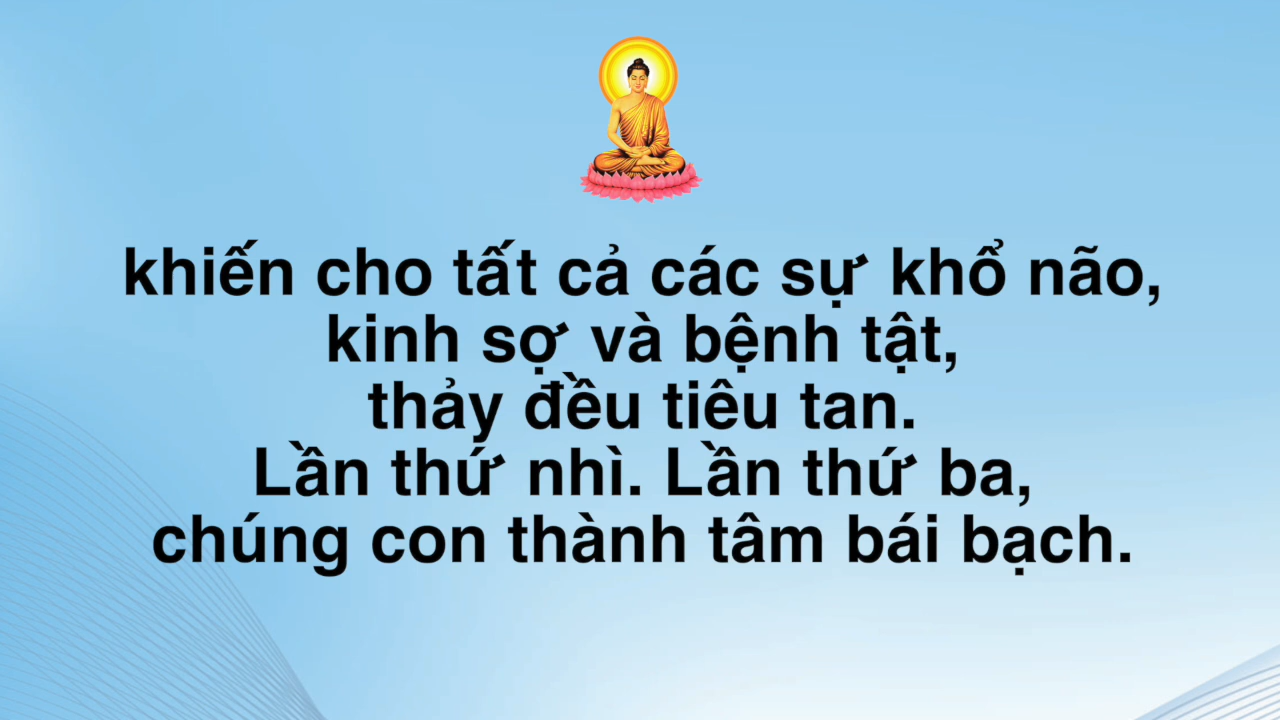 khiến cho tất cả các sự khổ não,
kinh sợ và bệnh tật,
thảy đều tiêu tan.
Lần thứ nhì. Lần thứ ba,
chúng con thành tâm bái bạch.